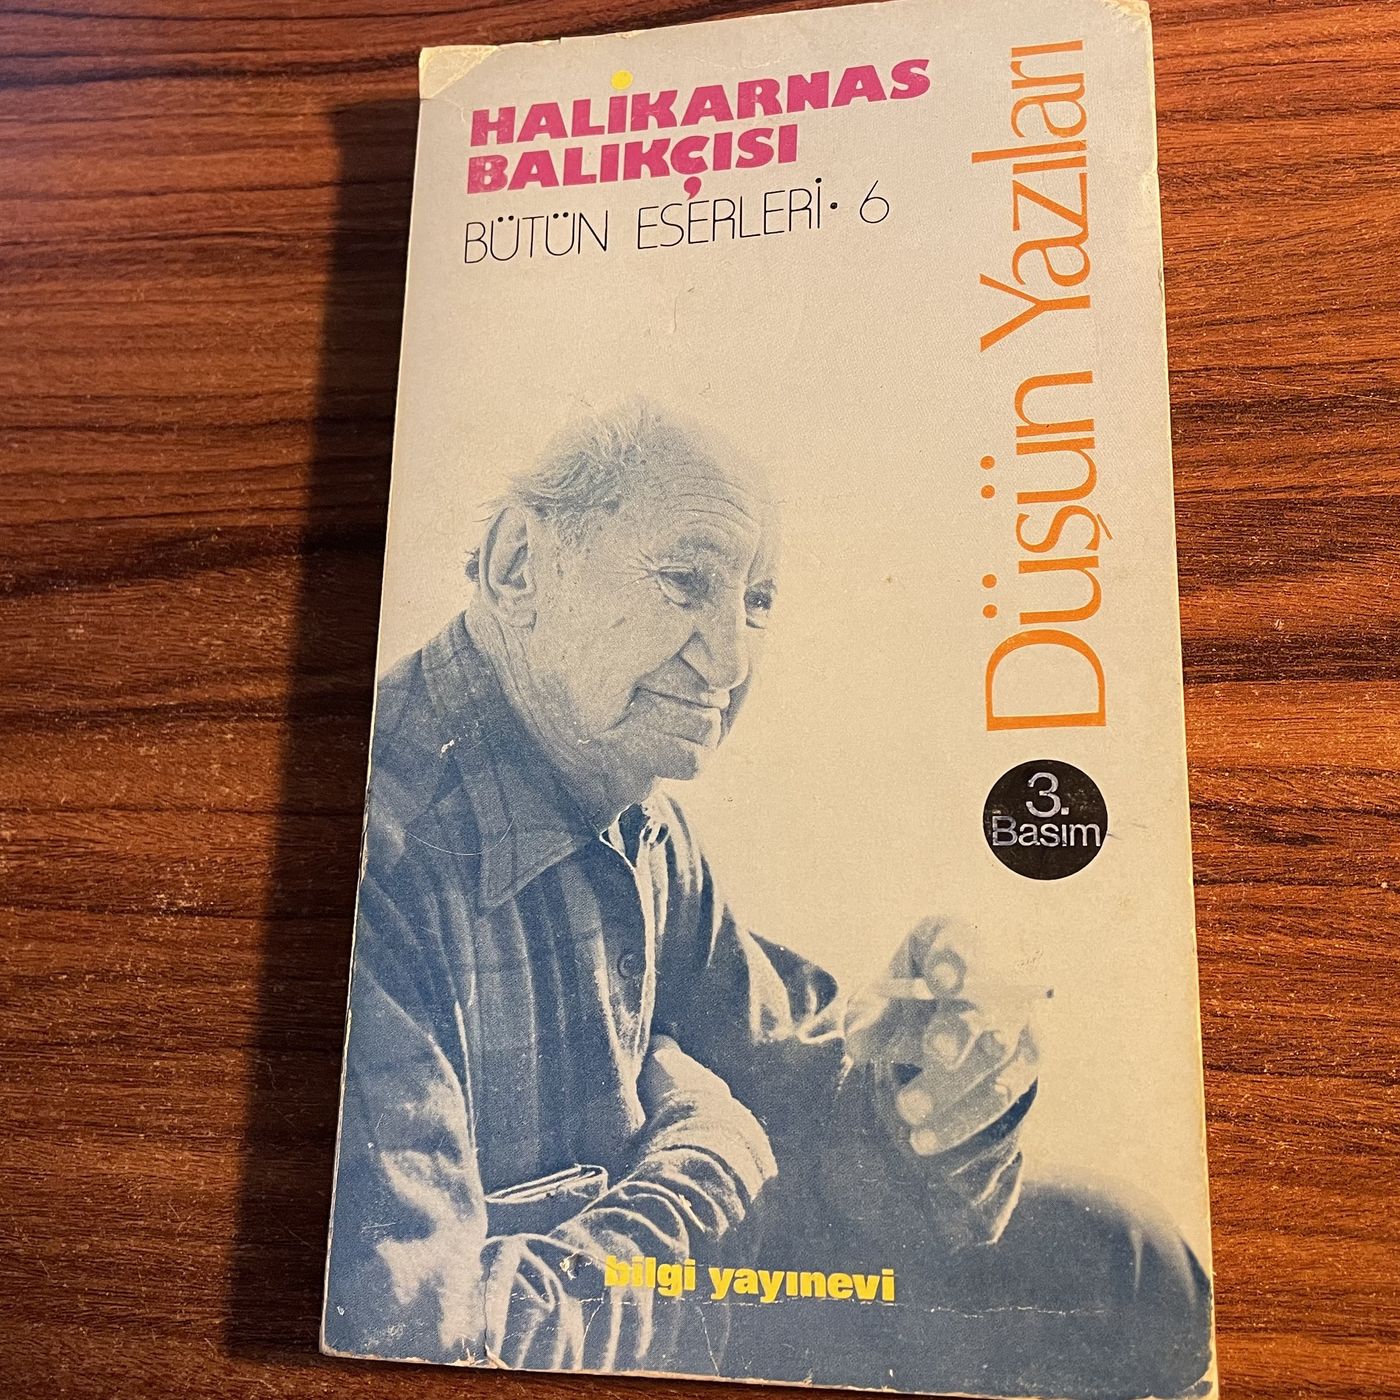 HALİKARNAS
BALIKÇISI
BÜTÜN ESERLERİ · 6
Düşün Yazıları
3.
Basım
bilgi yayınevi